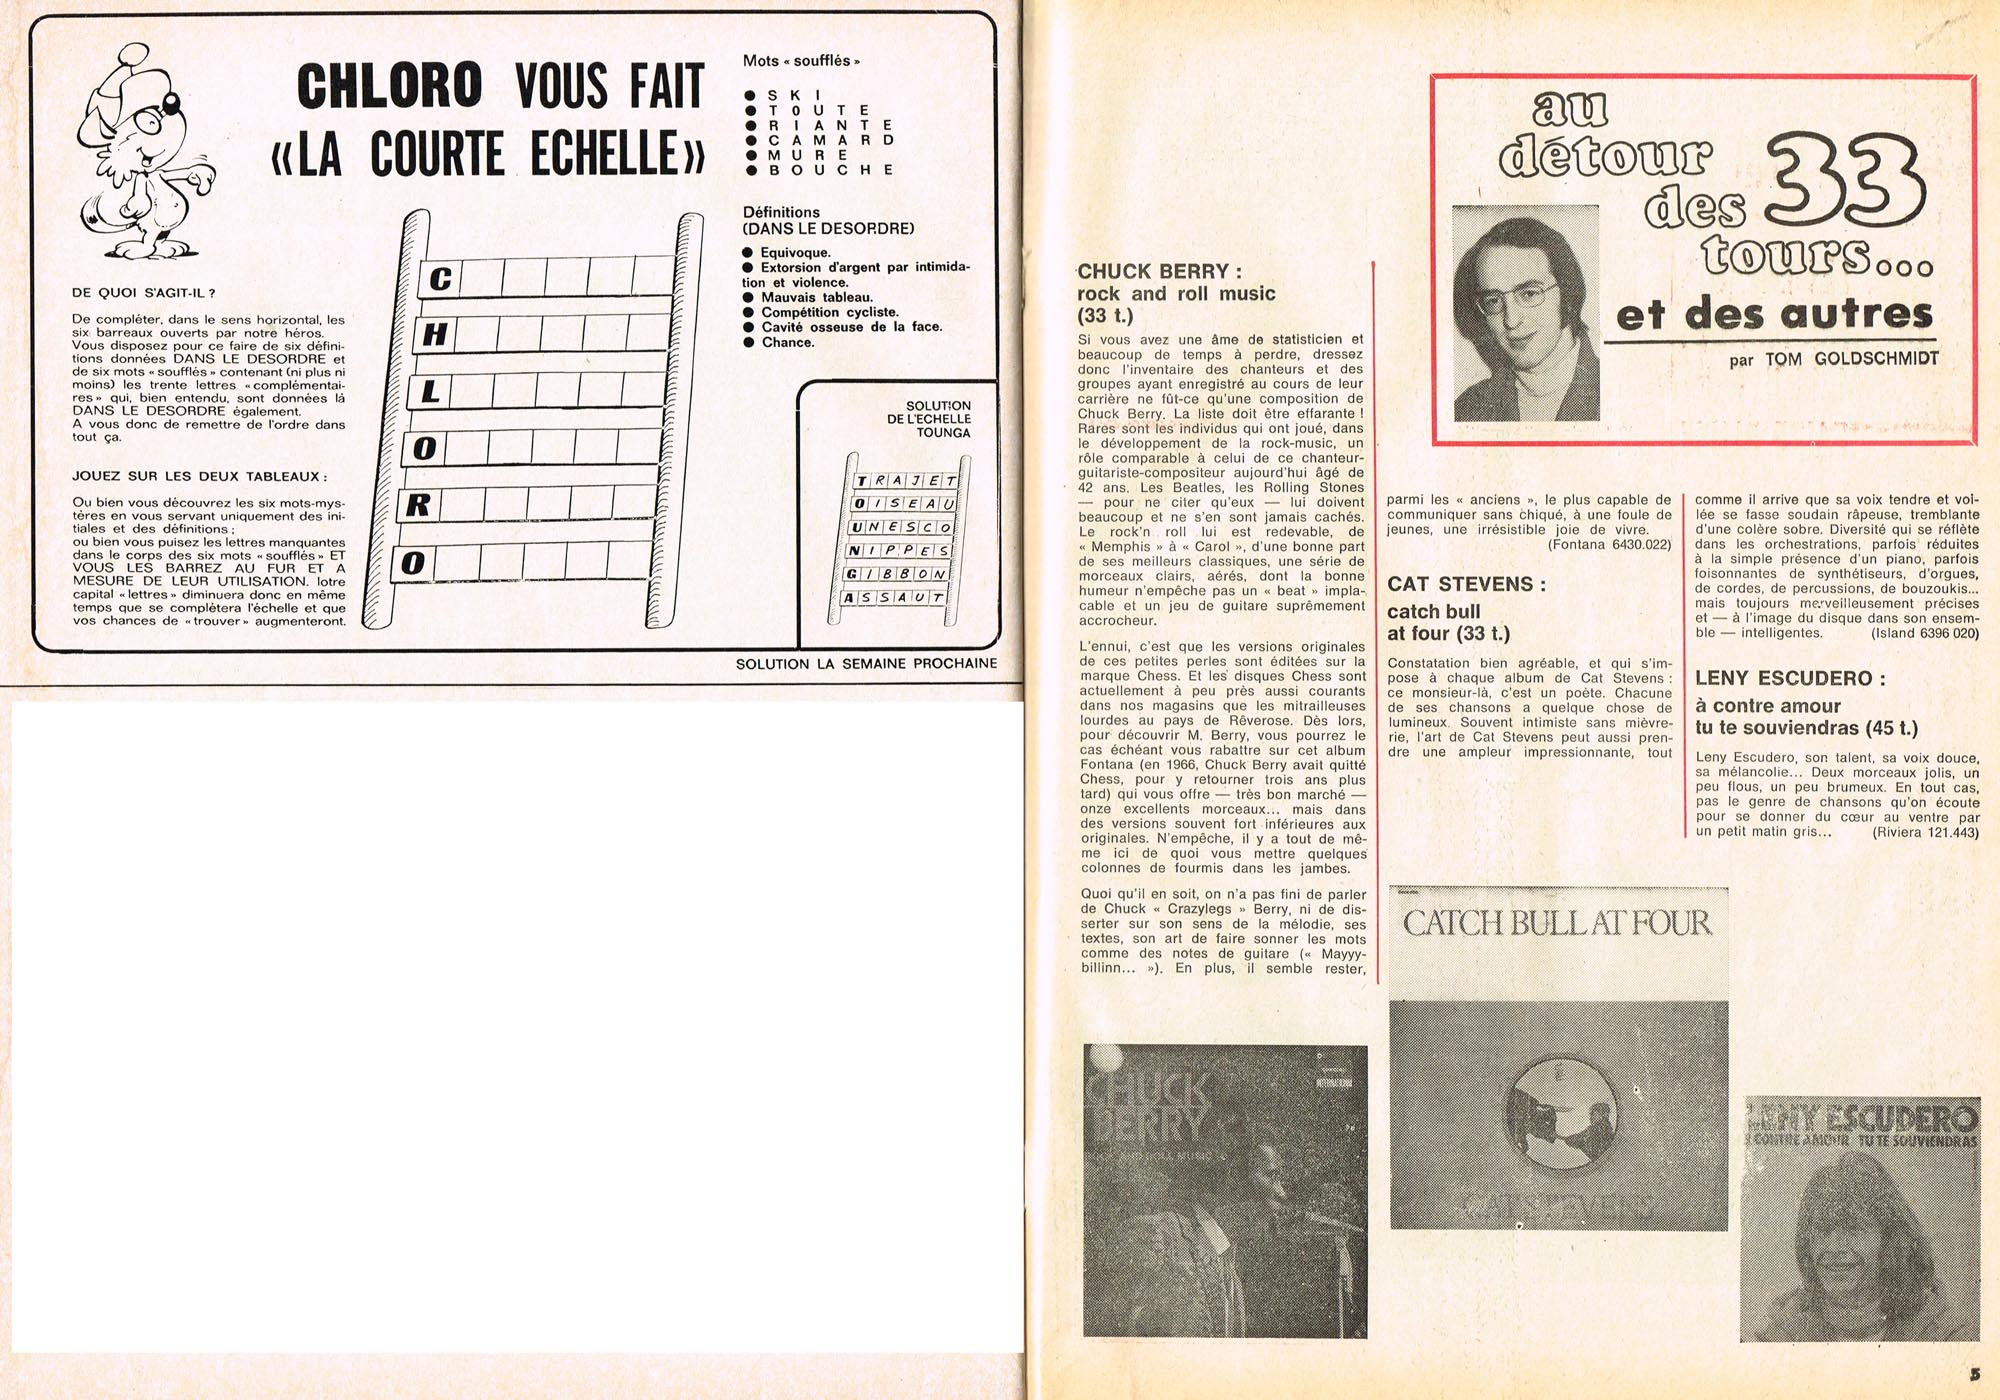 CHLORO VOUS FAIT
«LA COURTE ECHELLE»
DE QUOI S'AGIT-IL ?
De compléter, dans le sens horizontal, les
six barreaux ouverts par notre héros.
Vous disposez pour ce faire de six défini-
tions données DANS LE DESORDRE et
de six mots « soufflés » contenant (ni plus ni
moins) les trente lettres « complémentai-
res » qui, bien entendu, sont données là
DANS LE DESORDRE également.
A vous donc de remettre de l'ordre dans
tout ça.
JOUEZ SUR LES DEUX TABLEAUX :
Ou bien vous découvrez les six mots-mys-
tères en vous servant uniquement des ini-
tiales et des définitions ;
ou bien vous puisez les lettres manquantes
dans le corps des six mots « soufflés » ET
VOUS LES BARREZ AU FUR ET A
MESURE DE LEUR UTILISATION. lotre
capital « lettres » diminuera donc en même
temps que se complétera l'échelle et que
vos chances de « trouver » augmenteront.
C
H
L
O
R
O
Mots « soufflés »
● S K I
● T O U T E
● R I A N T E
● C A M A R D
● M U R E
● B O U C H E
Définitions
(DANS LE DESORDRE)
● Equivoque.
● Extorsion d'argent par intimida-
tion et violence.
● Mauvais tableau.
● Compétition cycliste.
● Cavité osseuse de la face.
● Chance.
SOLUTION
DE L'ECHELLE
TOUNGA
TRAJET
OISEAU
UNESCO
NIPPES
GIBBON
ASSAUT
SOLUTION LA SEMAINE PROCHAINE
au
détour
des 33
tours...
et des autres
par TOM GOLDSCHMIDT
CHUCK BERRY :
rock and roll music
(33 t.)
Si vous avez une âme de statisticien et
beaucoup de temps à perdre, dressez
donc l'inventaire des chanteurs et des
groupes ayant enregistré au cours de leur
carrière ne fût-ce qu'une composition de
Chuck Berry. La liste doit être effarante !
Rares sont les individus qui ont joué, dans
le développement de la rock-music, un
rôle comparable à celui de ce chanteur-
guitariste-compositeur aujourd'hui âgé de
42 ans. Les Beatles, les Rolling Stones
— pour ne citer qu'eux — lui doivent
beaucoup et ne s'en sont jamais cachés.
Le rock'n roll lui est redevable, de
« Memphis » à « Carol », d'une bonne part
de ses meilleurs classiques, une série de
morceaux clairs, aérés, dont la bonne
humeur n'empêche pas un « beat » impla-
cable et un jeu de guitare suprêmement
accrocheur.
L'ennui, c'est que les versions originales
de ces petites perles sont éditées sur la
marque Chess. Et les disques Chess sont
actuellement à peu près aussi courants
dans nos magasins que les mitrailleuses
lourdes au pays de Rêverose. Dès lors,
pour découvrir M. Berry, vous pourrez le
cas échéant vous rabattre sur cet album
Fontana (en 1966, Chuck Berry avait quitté
Chess, pour y retourner trois ans plus
tard) qui vous offre — très bon marché —
onze excellents morceaux... mais dans
des versions souvent fort inférieures aux
originales. N'empêche, il y a tout de mê-
me ici de quoi vous mettre quelques
colonnes de fourmis dans les jambes.
Quoi qu'il en soit, on n'a pas fini de parler
de Chuck « Crazylegs » Berry, ni de dis-
serter sur son sens de la mélodie, ses
textes, son art de faire sonner les mots
comme des notes de guitare (« Mayyy-
billinn... »). En plus, il semble rester,
parmi les « anciens », le plus capable de
communiquer sans chiqué, à une foule de
jeunes, une irrésistible joie de vivre.
(Fontana 6430.022)
CAT STEVENS :
catch bull
at four (33 t.)
Constatation bien agréable, et qui s'im-
pose à chaque album de Cat Stevens :
ce monsieur-là, c'est un poète. Chacune
de ses chansons a quelque chose de
lumineux. Souvent intimiste sans mièvre-
rie, l'art de Cat Stevens peut aussi pren-
dre une ampleur impressionnante, tout
comme il arrive que sa voix tendre et voi-
lée se fasse soudain râpeuse, tremblante
d'une colère sobre. Diversité qui se réflète
dans les orchestrations, parfois réduites
à la simple présence d'un piano, parfois
foisonnantes de synthétiseurs, d'orgues,
de cordes, de percussions, de bouzoukis...
mais toujours merveilleusement précises
et — à l'image du disque dans son ensem-
ble — intelligentes. (Island 6396 020)
LENY ESCUDERO :
à contre amour
tu te souviendras (45 t.)
Leny Escudero, son talent, sa voix douce,
sa mélancolie... Deux morceaux jolis, un
peu flous, un peu brumeux. En tout cas,
pas le genre de chansons qu'on écoute
pour se donner du cœur au ventre par
un petit matin gris... (Riviera 121.443)
CHUCK
BERRY
ROCK AND ROLL MUSIC
INTERNATIONAL
CATCH BULL AT FOUR
CAT STEVENS
LENY ESCUDERO
A CONTRE AMOUR TU TE SOUVIENDRAS
5